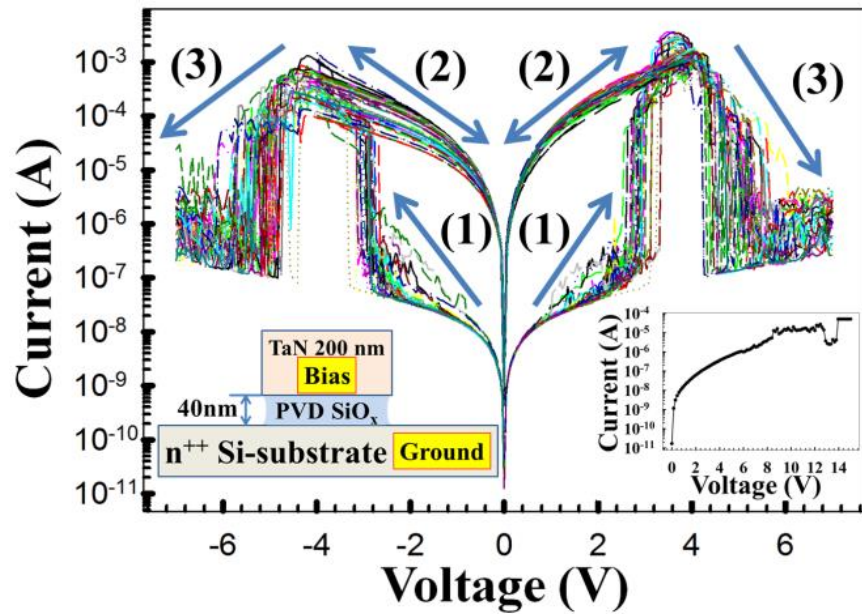 Current (A)
10⁻³
10⁻⁴
10⁻⁵
10⁻⁶
10⁻⁷
10⁻⁸
10⁻⁹
10⁻¹⁰
10⁻¹¹
(3)
(2)
(2)
(3)
(1)
(1)
TaN 200 nm
Bias
40nm
PVD SiOₓ
n⁺⁺ Si-substrate
Ground
Current (A)
10⁻⁴
10⁻⁵
10⁻⁶
10⁻⁷
10⁻⁸
10⁻⁹
10⁻¹⁰
10⁻¹¹
0 2 4 6 8 10 12 14
Voltage (V)
-6 -4 -2 0 2 4 6
Voltage (V)